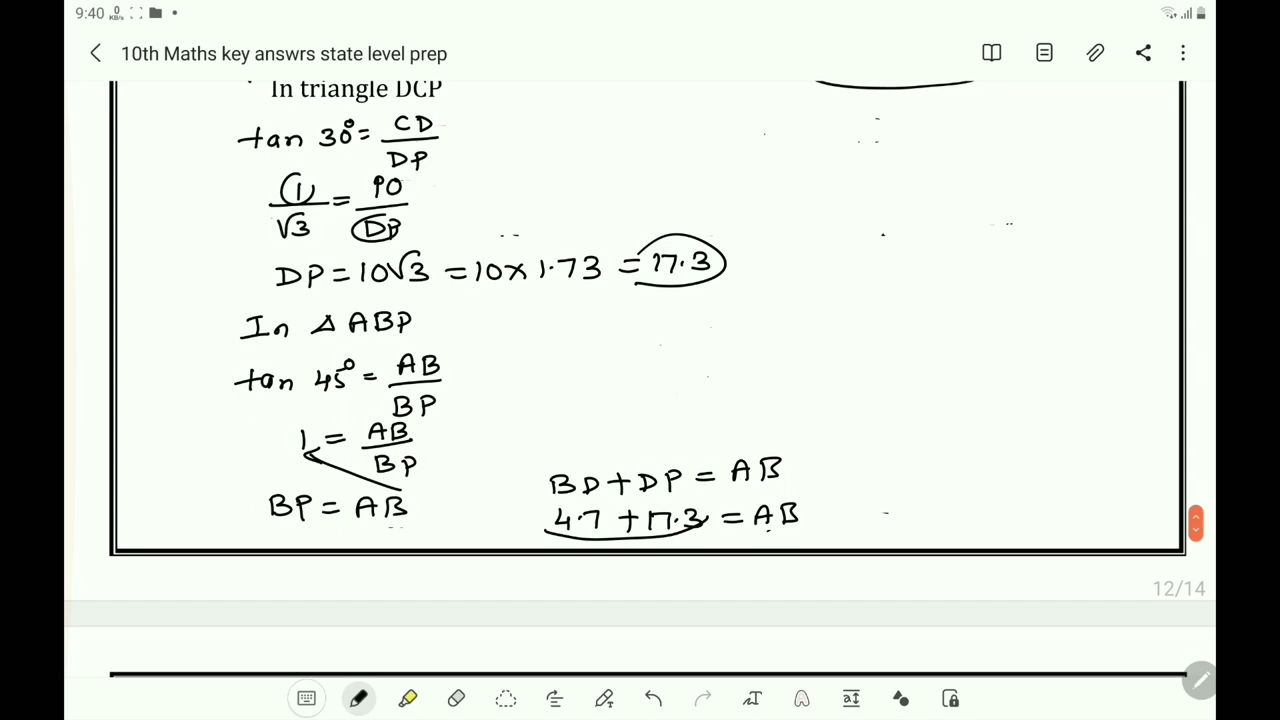 9:40 0 KB/s
10th Maths key answrs state level prep
In triangle DCP
tan 30° = CD/DP
1/√3 = 10/DP
DP = 10√3 = 10 × 1.73 = 17.3
In △ ABP
tan 45° = AB/BP
1 = AB/BP
BP = AB
BD + DP = AB
4.7 + 17.3 = AB
12/14